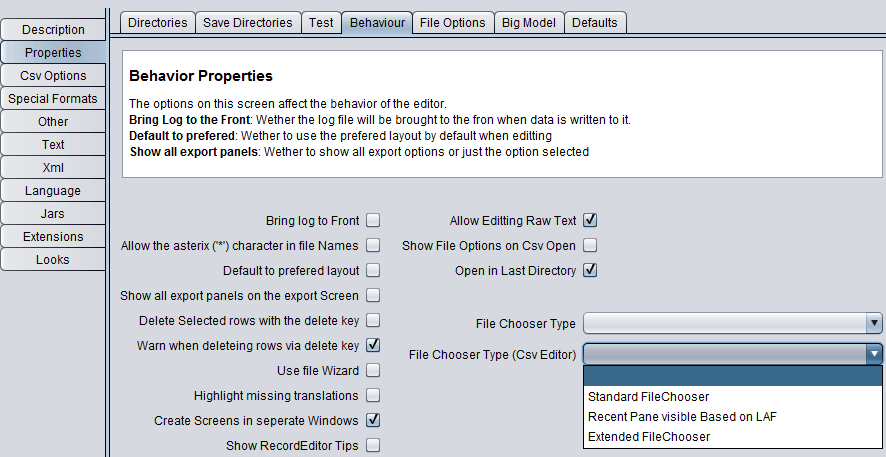 Description
Properties
Csv Options
Special Formats
Other
Text
Xml
Language
Jars
Extensions
Looks
Directories Save Directories Test Behaviour File Options Big Model Defaults
Behavior Properties
The options on this screen affect the behavior of the editor.
Bring Log to the Front: Wether the log file will be brought to the fron when data is written to it.
Default to prefered: Wether to use the prefered layout by default when editting
Show all export panels: Wether to show all export options or just the option selected
Bring log to Front
Allow the asterix ('*') character in file Names
Default to prefered layout
Show all export panels on the export Screen
Delete Selected rows with the delete key
Warn when deleteing rows via delete key
Use file Wizard
Highlight missing translations
Create Screens in seperate Windows
Show RecordEditor Tips
Allow Editting Raw Text
Show File Options on Csv Open
Open in Last Directory
File Chooser Type
File Chooser Type (Csv Editor)
Standard FileChooser
Recent Pane visible Based on LAF
Extended FileChooser